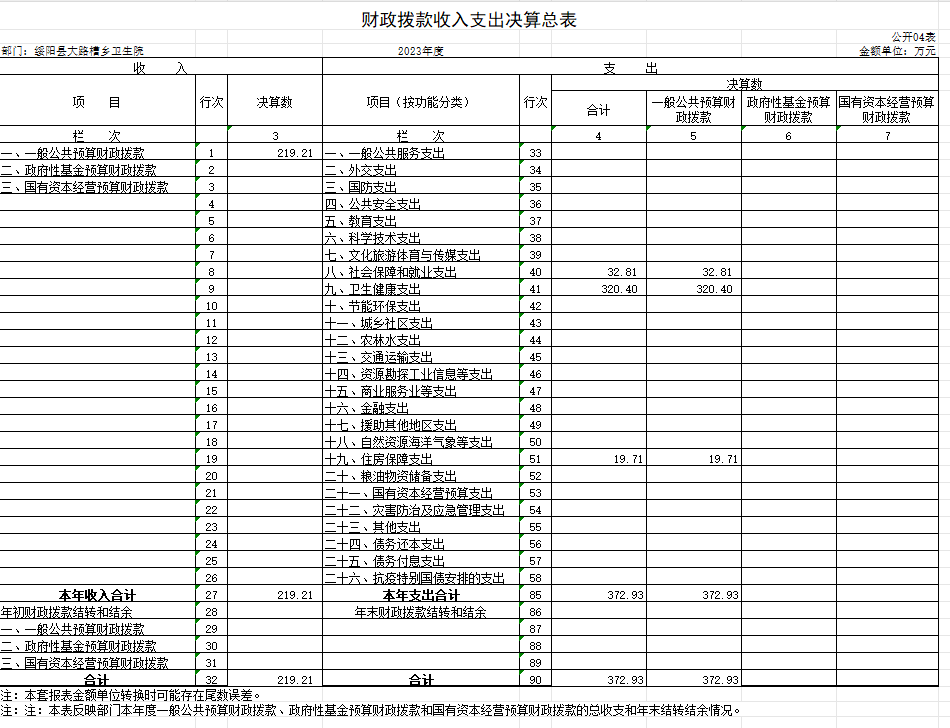 财政拨款收入支出决算总表
公开04表
部门：绥阳县大路槽乡卫生院 2023年度 金额单位：万元
收 入 支 出
项 目 行次 决算数 项目（按功能分类） 行次 决算数
合计 一般公共预算财政拨款 政府性基金预算财政拨款 国有资本经营预算财政拨款
栏 次 3 栏 次 4 5 6 7
一、一般公共预算财政拨款 1 219.21 一、一般公共服务支出 33
二、政府性基金预算财政拨款 2 二、外交支出 34
三、国有资本经营预算财政拨款 3 三、国防支出 35
4 四、公共安全支出 36
5 五、教育支出 37
6 六、科学技术支出 38
7 七、文化旅游体育与传媒支出 39
8 八、社会保障和就业支出 40 32.81 32.81
9 九、卫生健康支出 41 320.40 320.40
10 十、节能环保支出 42
11 十一、城乡社区支出 43
12 十二、农林水支出 44
13 十三、交通运输支出 45
14 十四、资源勘探工业信息等支出 46
15 十五、商业服务业等支出 47
16 十六、金融支出 48
17 十七、援助其他地区支出 49
18 十八、自然资源海洋气象等支出 50
19 十九、住房保障支出 51 19.71 19.71
20 二十、粮油物资储备支出 52
21 二十一、国有资本经营预算支出 53
22 二十二、灾害防治及应急管理支出 54
23 二十三、其他支出 55
24 二十四、债务还本支出 56
25 二十五、债务付息支出 57
26 二十六、抗疫特别国债安排的支出 58
本年收入合计 27 219.21 本年支出合计 85 372.93 372.93
年初财政拨款结转和结余 28 年末财政拨款结转和结余 86
一、一般公共预算财政拨款 29 87
二、政府性基金预算财政拨款 30 88
三、国有资本经营预算财政拨款 31 89
合计 32 219.21 合计 90 372.93 372.93
注：本套报表金额单位转换时可能存在尾数误差。
注：注：本表反映部门本年度一般公共预算财政拨款、政府性基金预算财政拨款和国有资本经营预算财政拨款的总收支和年末结转结余情况。